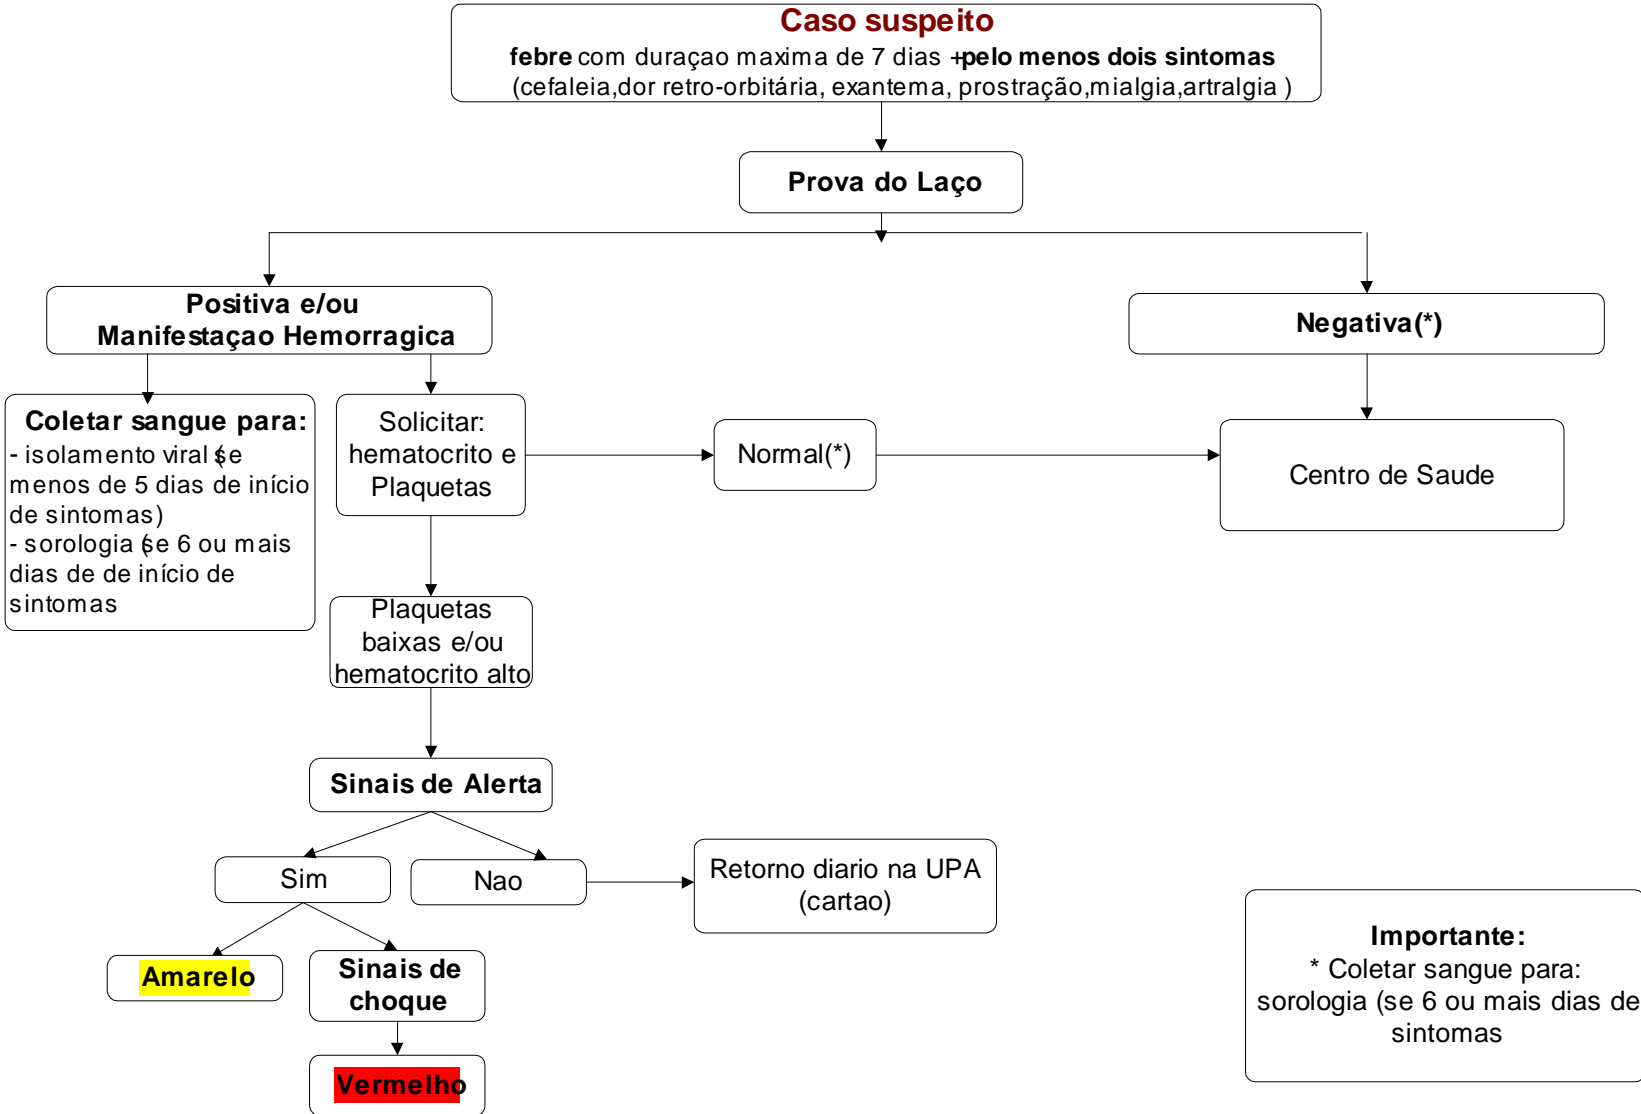 Caso suspeito
febre com duraçao maxima de 7 dias +pelo menos dois sintomas
(cefaleia,dor retro-orbitária, exantema, prostração,mialgia,artralgia )
Prova do Laço
Positiva e/ou
Manifestaçao Hemorragica
Negativa(*)
Coletar sangue para:
- isolamento viral (se
menos de 5 dias de início
de sintomas)
- sorologia (se 6 ou mais
dias de de início de
sintomas
Solicitar:
hematocrito e
Plaquetas
Normal(*)
Centro de Saude
Plaquetas
baixas e/ou
hematocrito alto
Sinais de Alerta
Sim
Nao
Retorno diario na UPA
(cartao)
Amarelo
Sinais de
choque
Vermelho
Importante:
* Coletar sangue para:
sorologia (se 6 ou mais dias de
sintomas